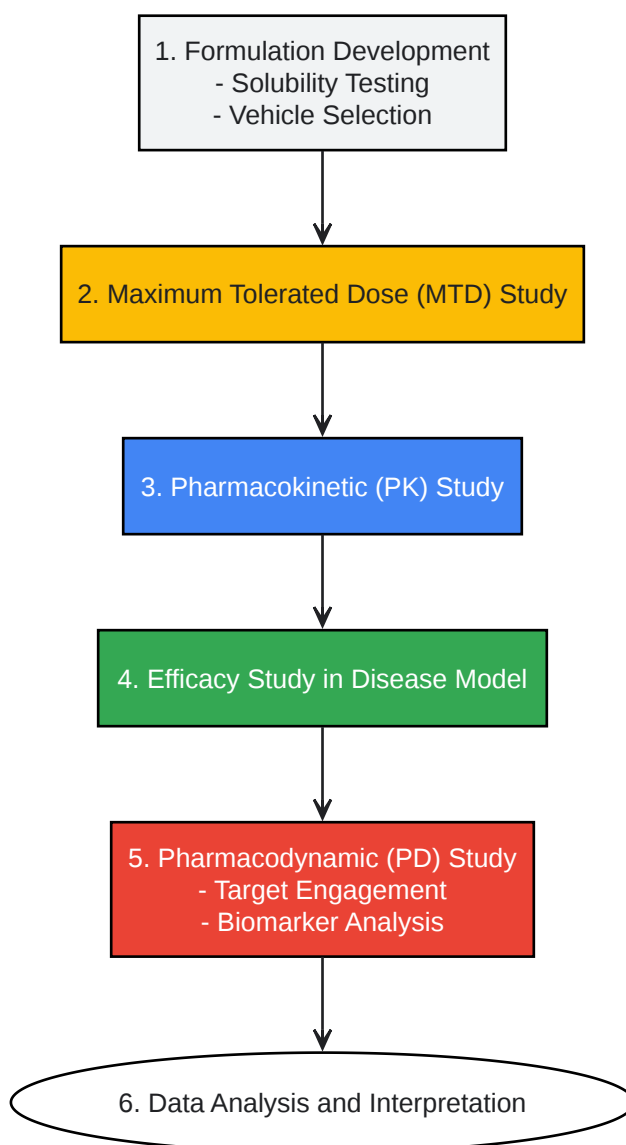 1. Formulation Development
- Solubility Testing
- Vehicle Selection
2. Maximum Tolerated Dose (MTD) Study
3. Pharmacokinetic (PK) Study
4. Efficacy Study in Disease Model
5. Pharmacodynamic (PD) Study
- Target Engagement
- Biomarker Analysis
6. Data Analysis and Interpretation